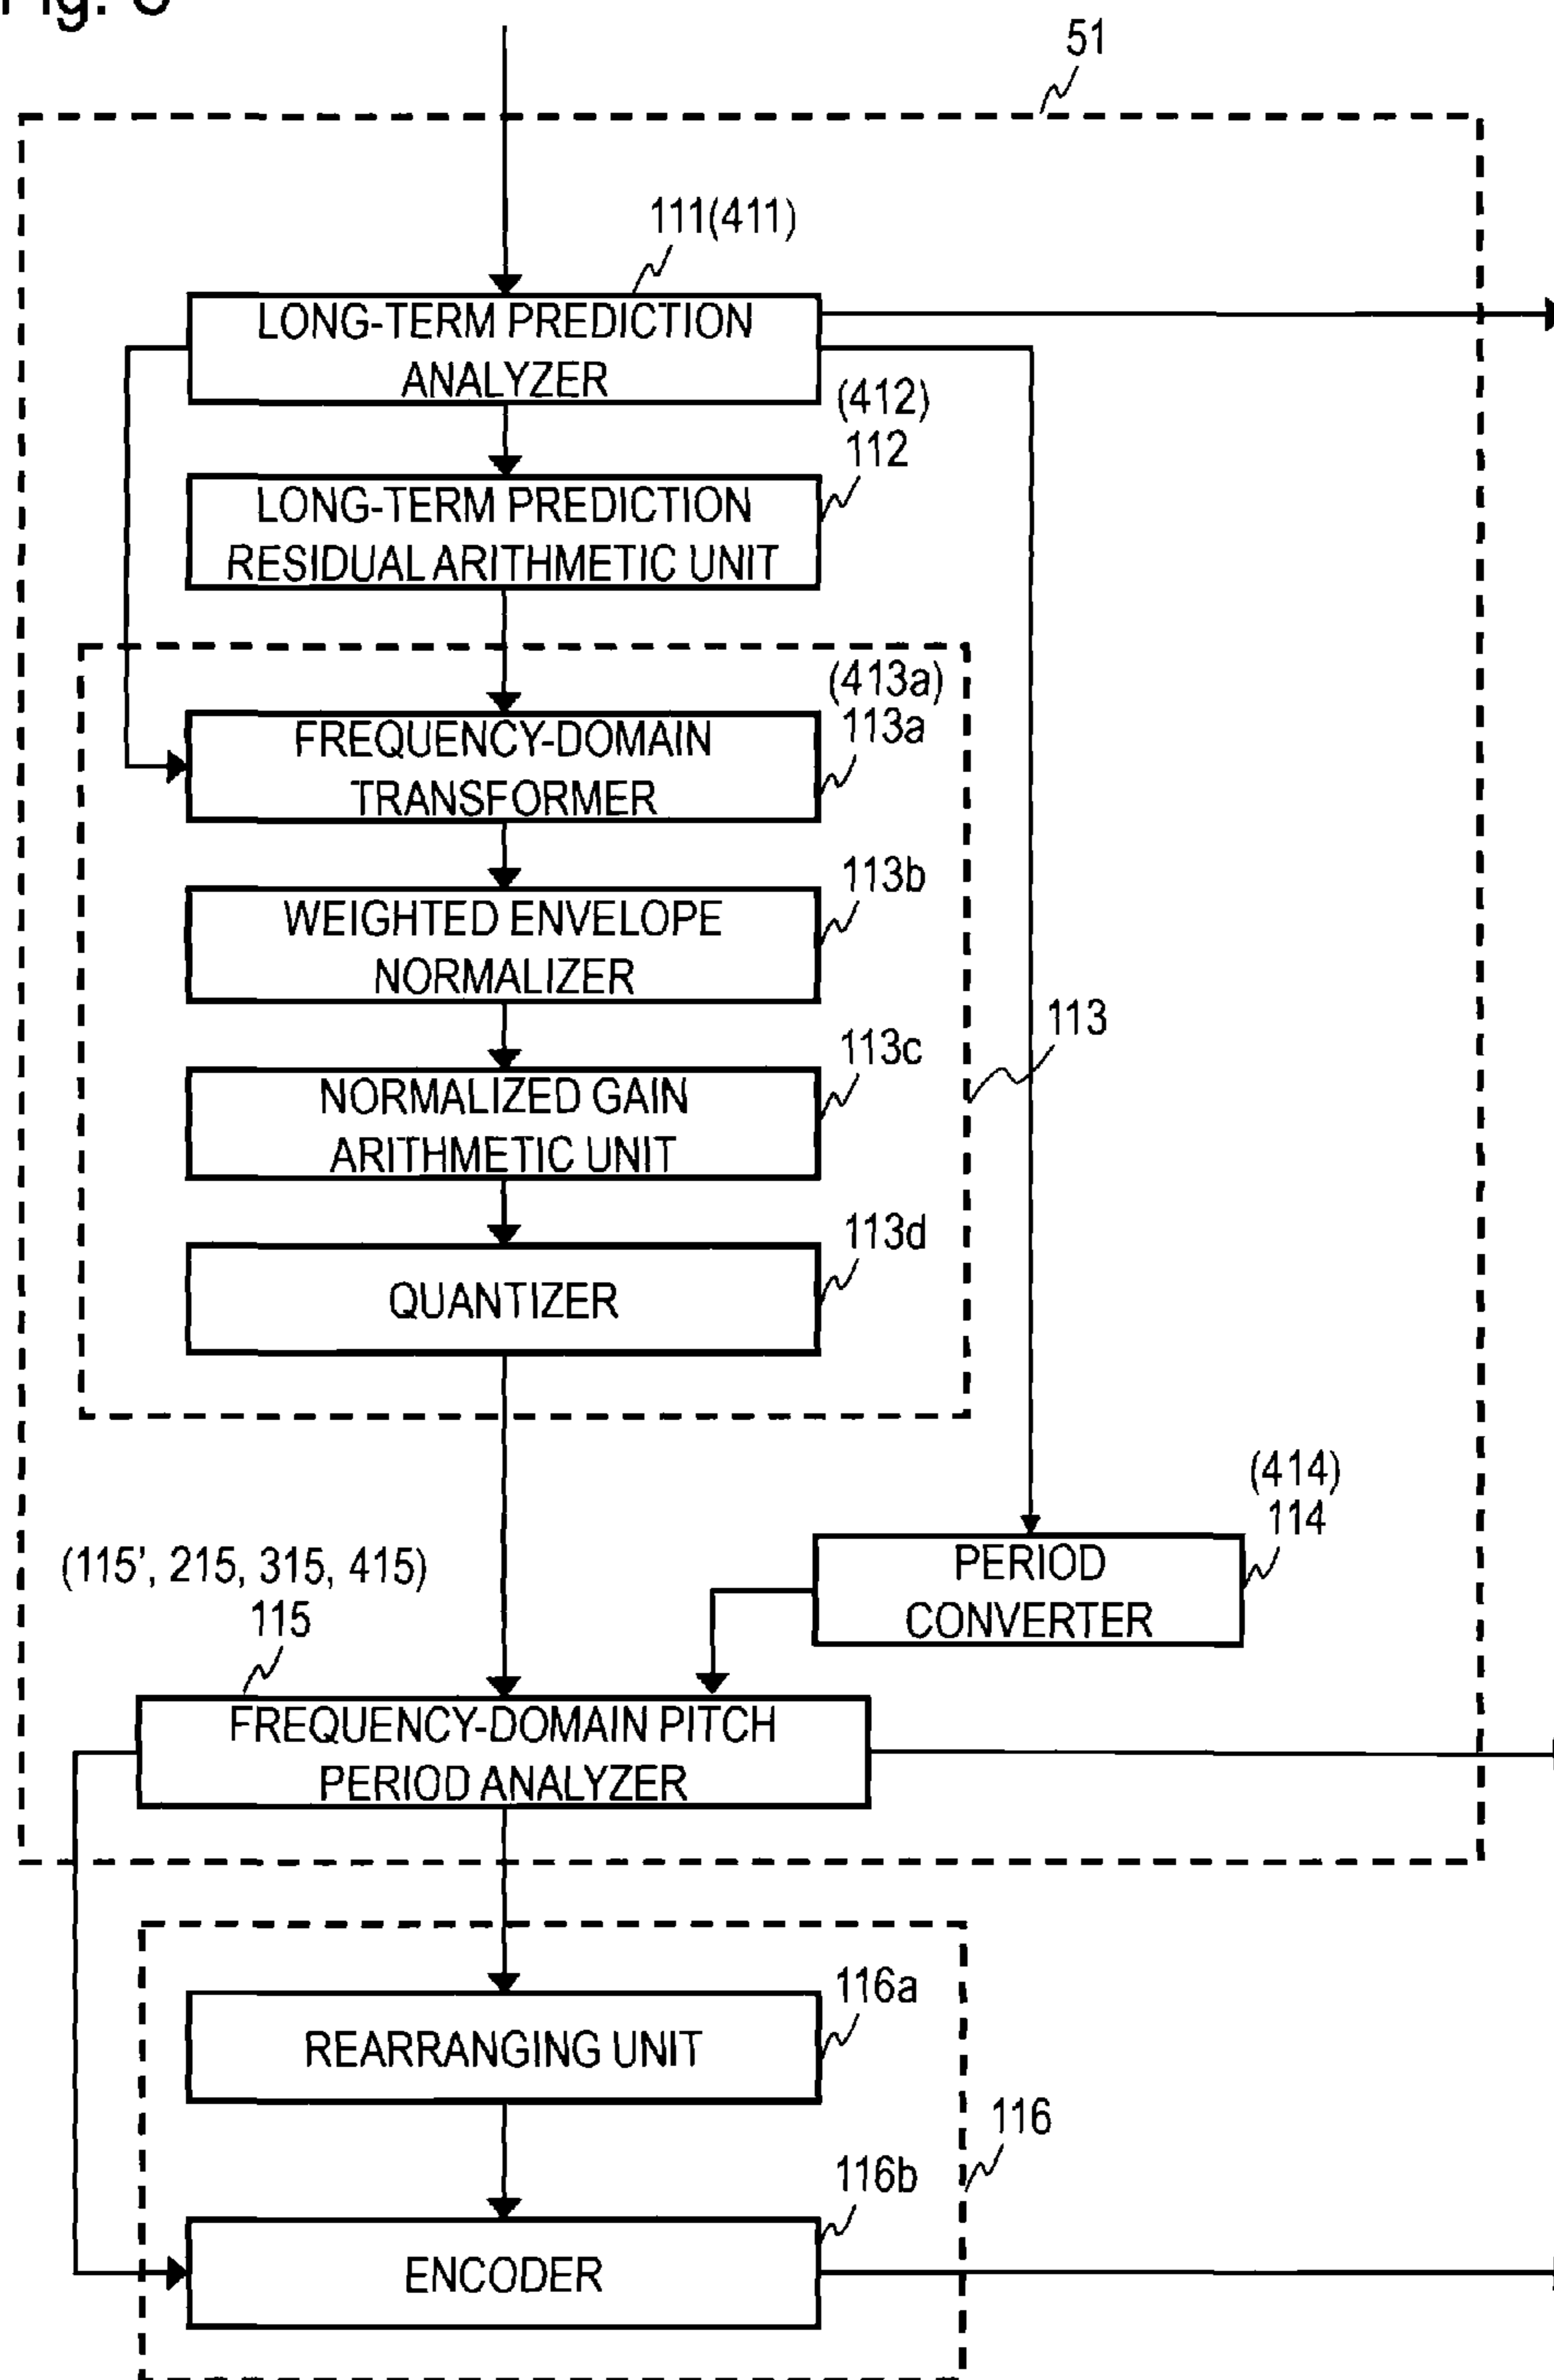 51
111(411)
LONG-TERM PREDICTION
ANALYZER
(412)
112
LONG-TERM PREDICTION
RESIDUAL ARITHMETIC UNIT
(413a)
113a
FREQUENCY-DOMAIN
TRANSFORMER
113b
WEIGHTED ENVELOPE
NORMALIZER
113
113c
NORMALIZED GAIN
ARITHMETIC UNIT
113d
QUANTIZER
(414)
114
PERIOD
CONVERTER
(115’, 215, 315, 415)
115
FREQUENCY-DOMAIN PITCH
PERIOD ANALYZER
116a
REARRANGING UNIT
116
116b
ENCODER